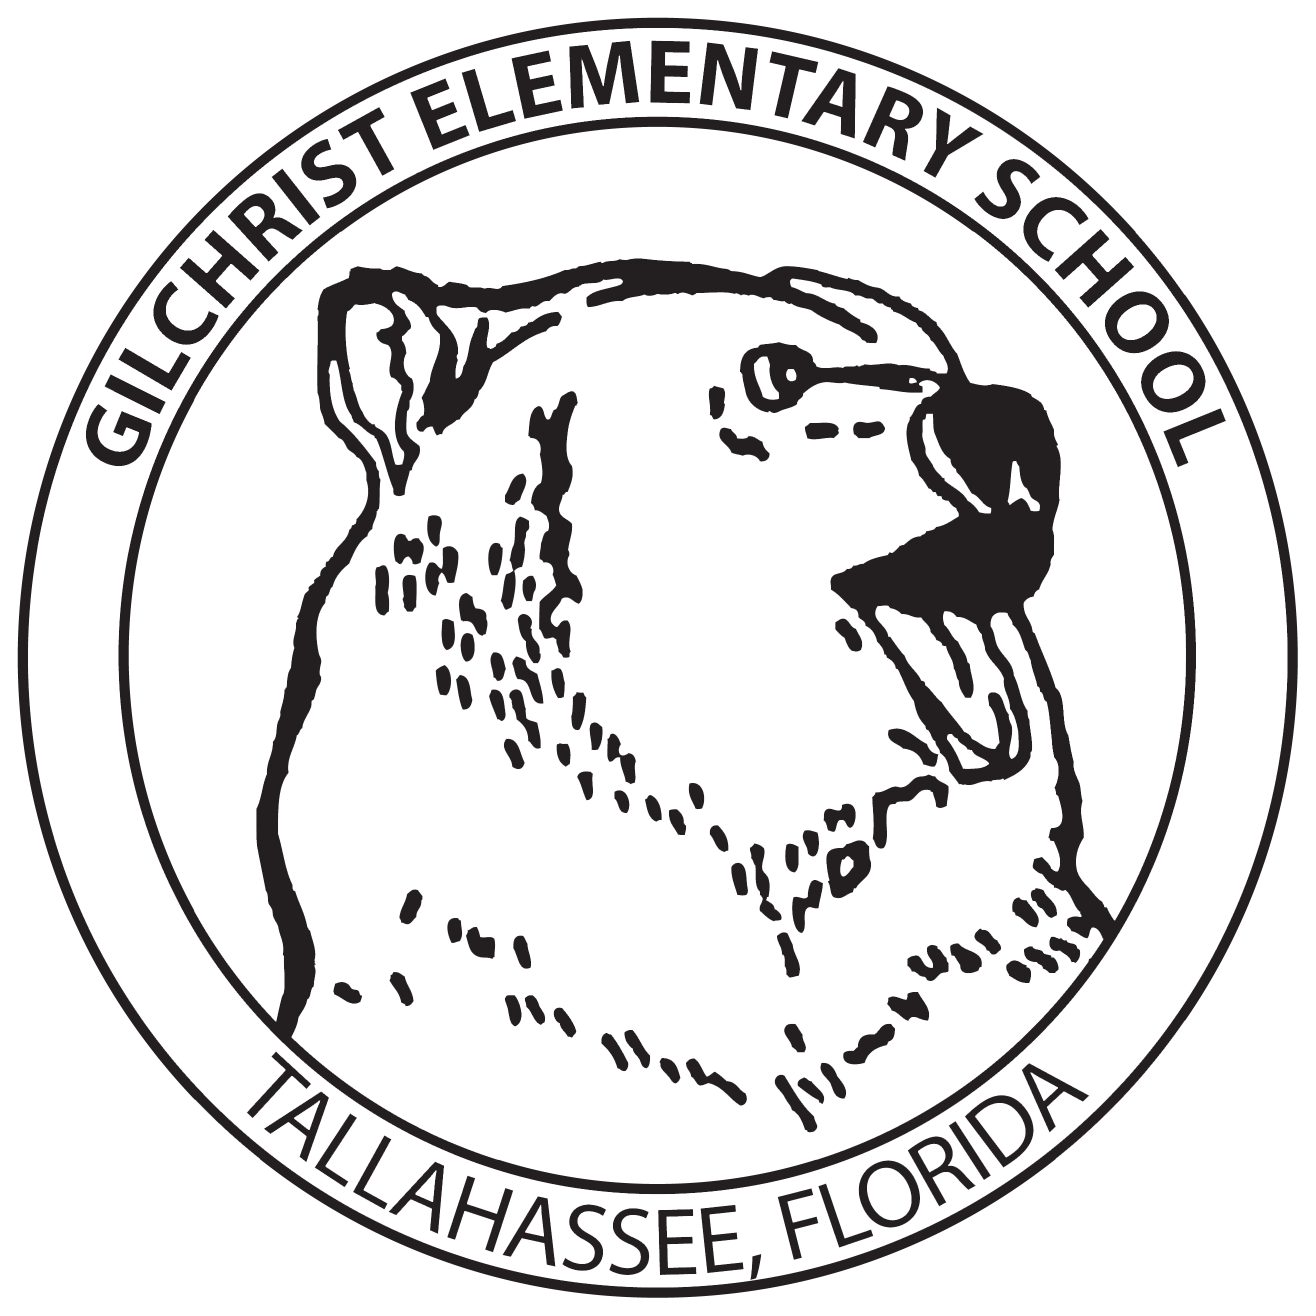 GILCHRIST ELEMENTARY SCHOOL
TALLAHASSEE, FLORIDA